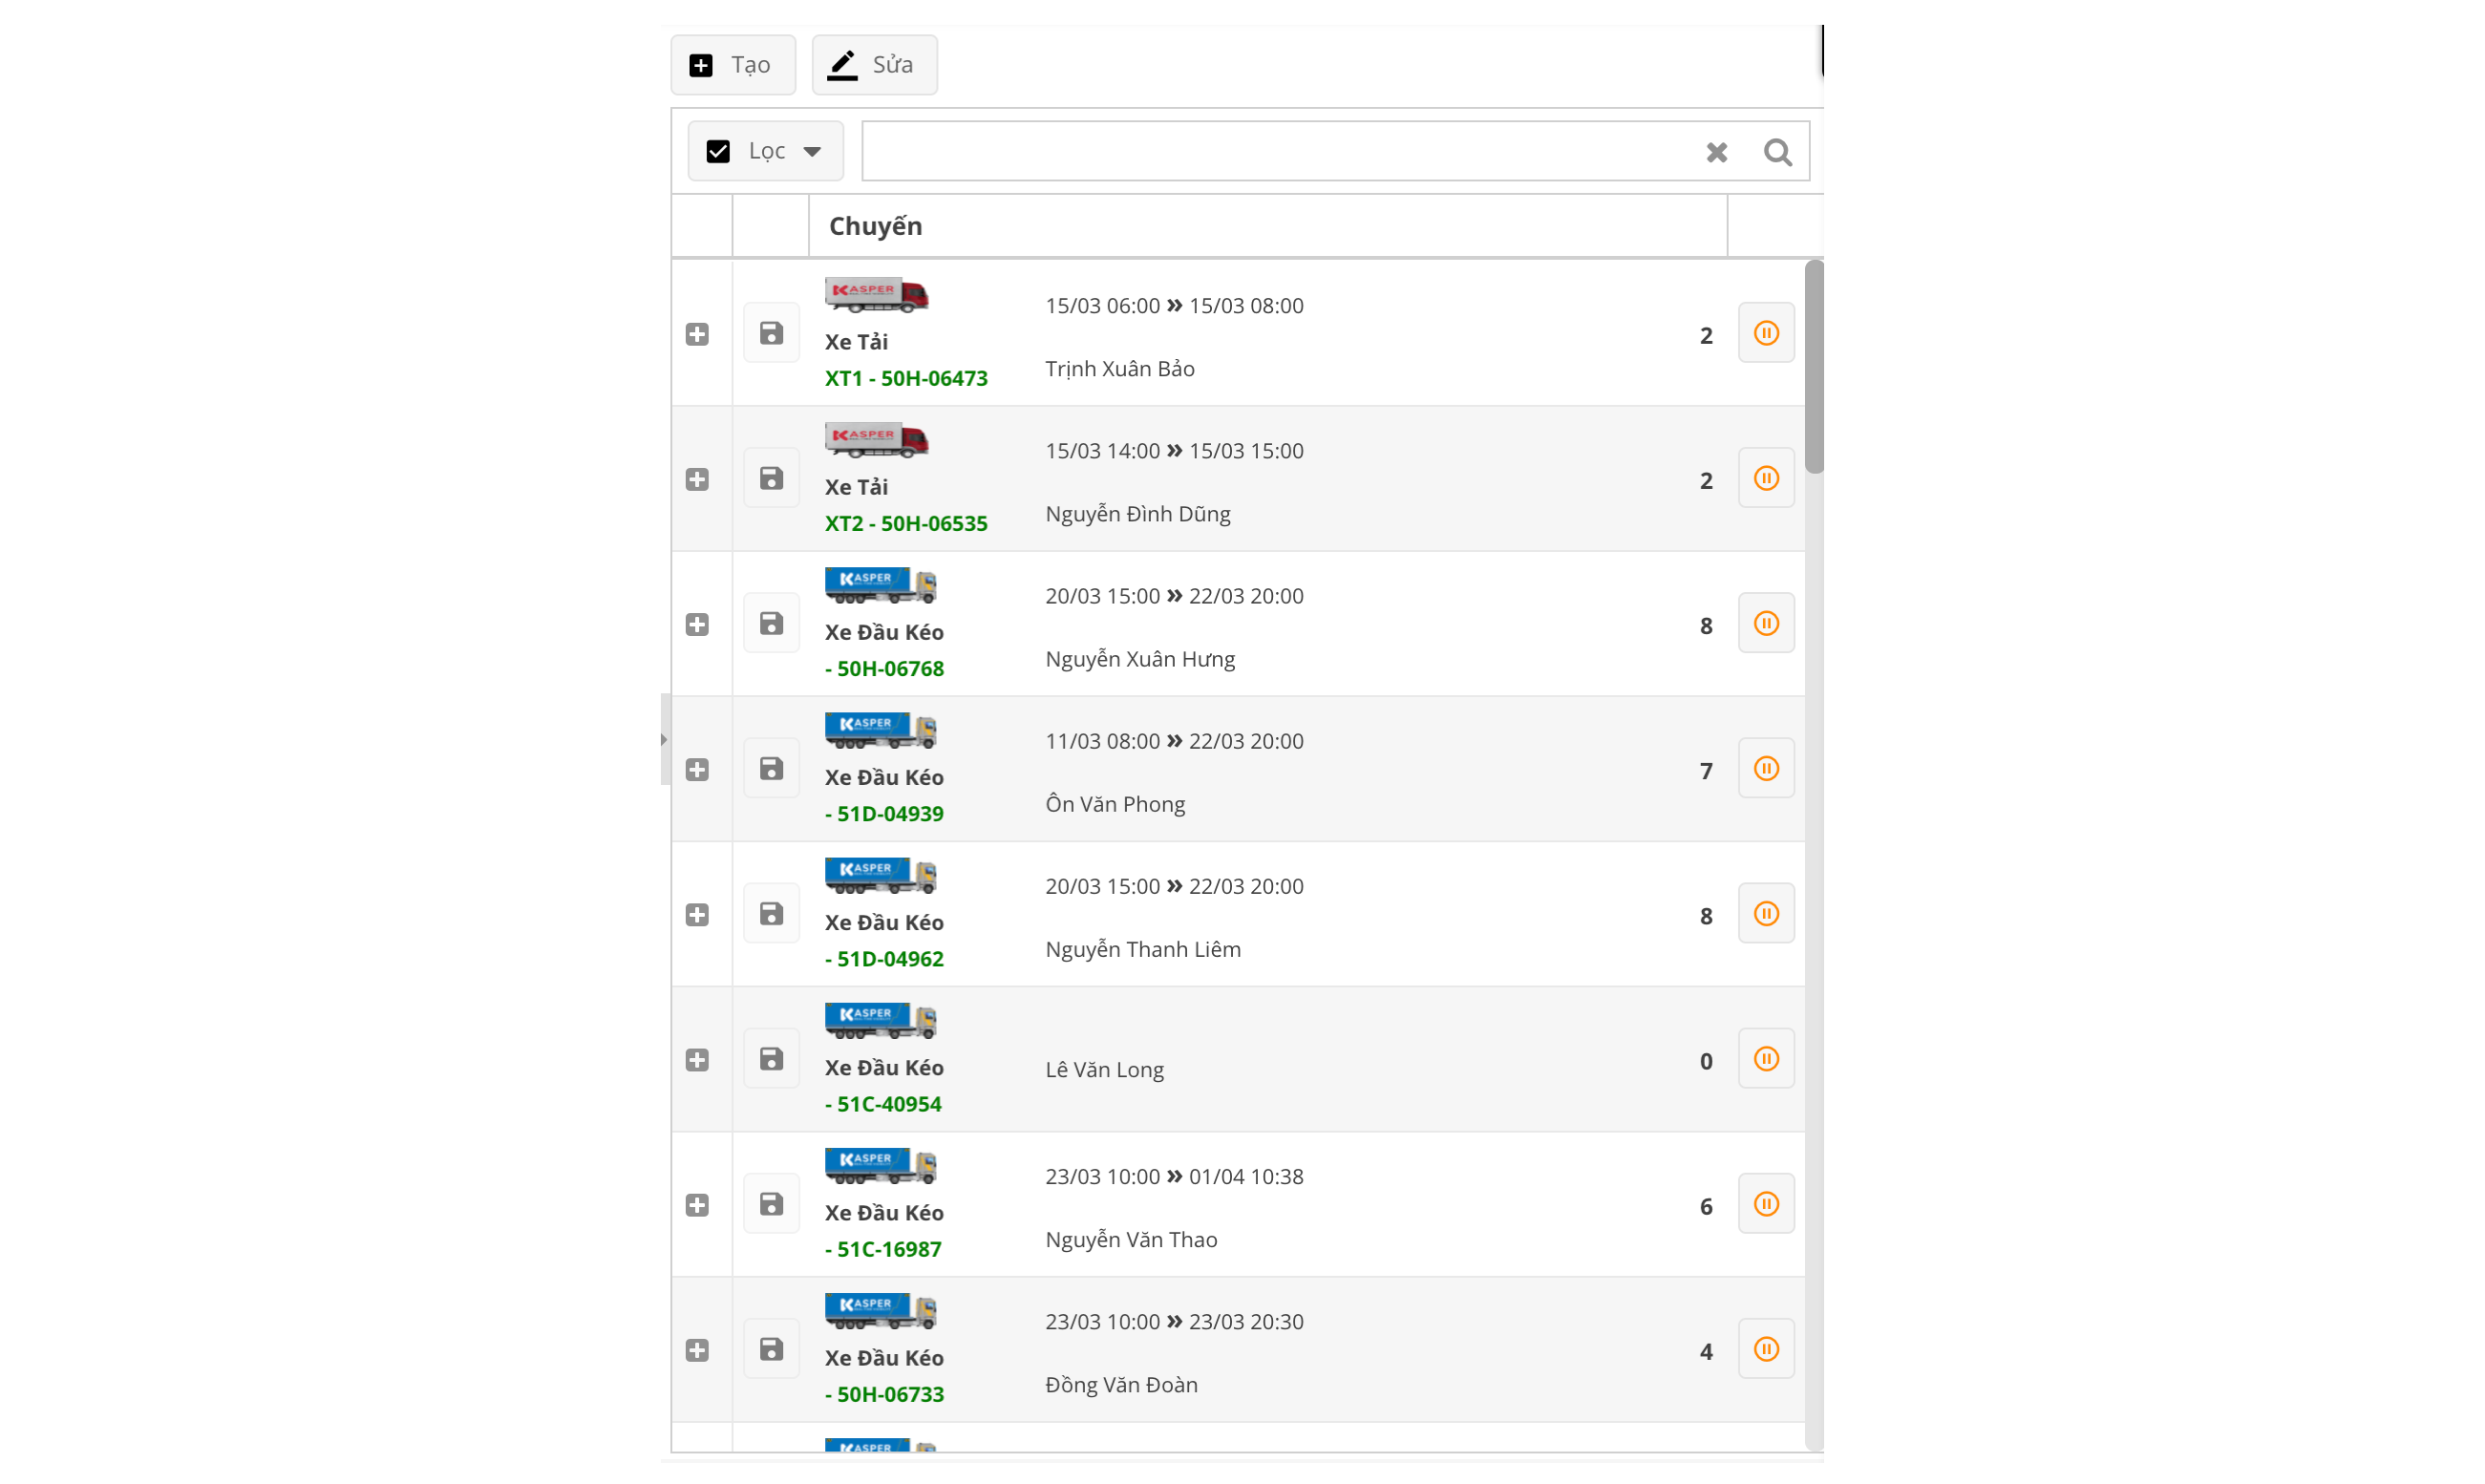 Tạo Sửa
Lọc
Chuyến
KASPER
15/03 06:00 » 15/03 08:00
Xe Tải
2
Trịnh Xuân Bảo
XT1 - 50H-06473
KASPER
15/03 14:00 » 15/03 15:00
Xe Tải
2
Nguyễn Đình Dũng
XT2 - 50H-06535
KASPER
20/03 15:00 » 22/03 20:00
Xe Đầu Kéo
8
Nguyễn Xuân Hưng
- 50H-06768
KASPER
11/03 08:00 » 22/03 20:00
Xe Đầu Kéo
7
Ôn Văn Phong
- 51D-04939
KASPER
20/03 15:00 » 22/03 20:00
Xe Đầu Kéo
8
Nguyễn Thanh Liêm
- 51D-04962
KASPER
Xe Đầu Kéo
0
Lê Văn Long
- 51C-40954
KASPER
23/03 10:00 » 01/04 10:38
Xe Đầu Kéo
6
Nguyễn Văn Thao
- 51C-16987
KASPER
23/03 10:00 » 23/03 20:30
Xe Đầu Kéo
4
Đồng Văn Đoàn
- 50H-06733
KASPER